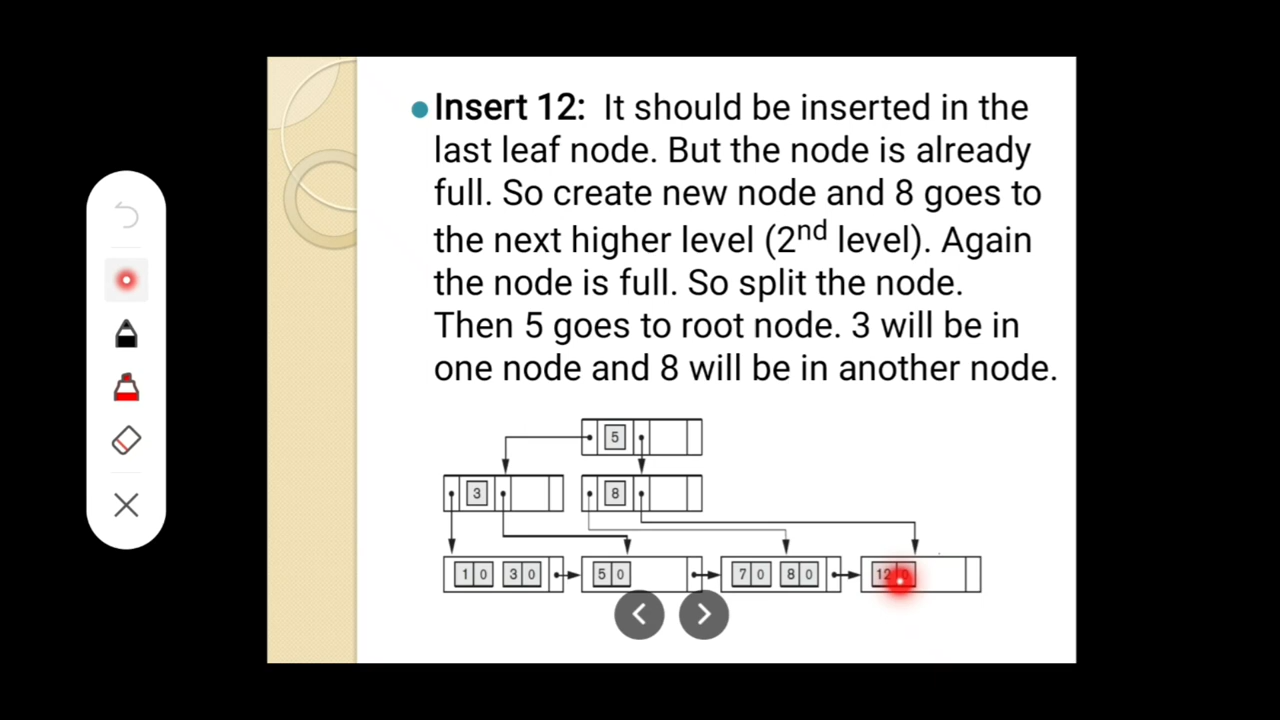 Insert 12: It should be inserted in the
last leaf node. But the node is already
full. So create new node and 8 goes to
the next higher level (2nd level). Again
the node is full. So split the node.
Then 5 goes to root node. 3 will be in
one node and 8 will be in another node.
5
3 8
1 0 3 0 5 0 7 0 8 0 12 0